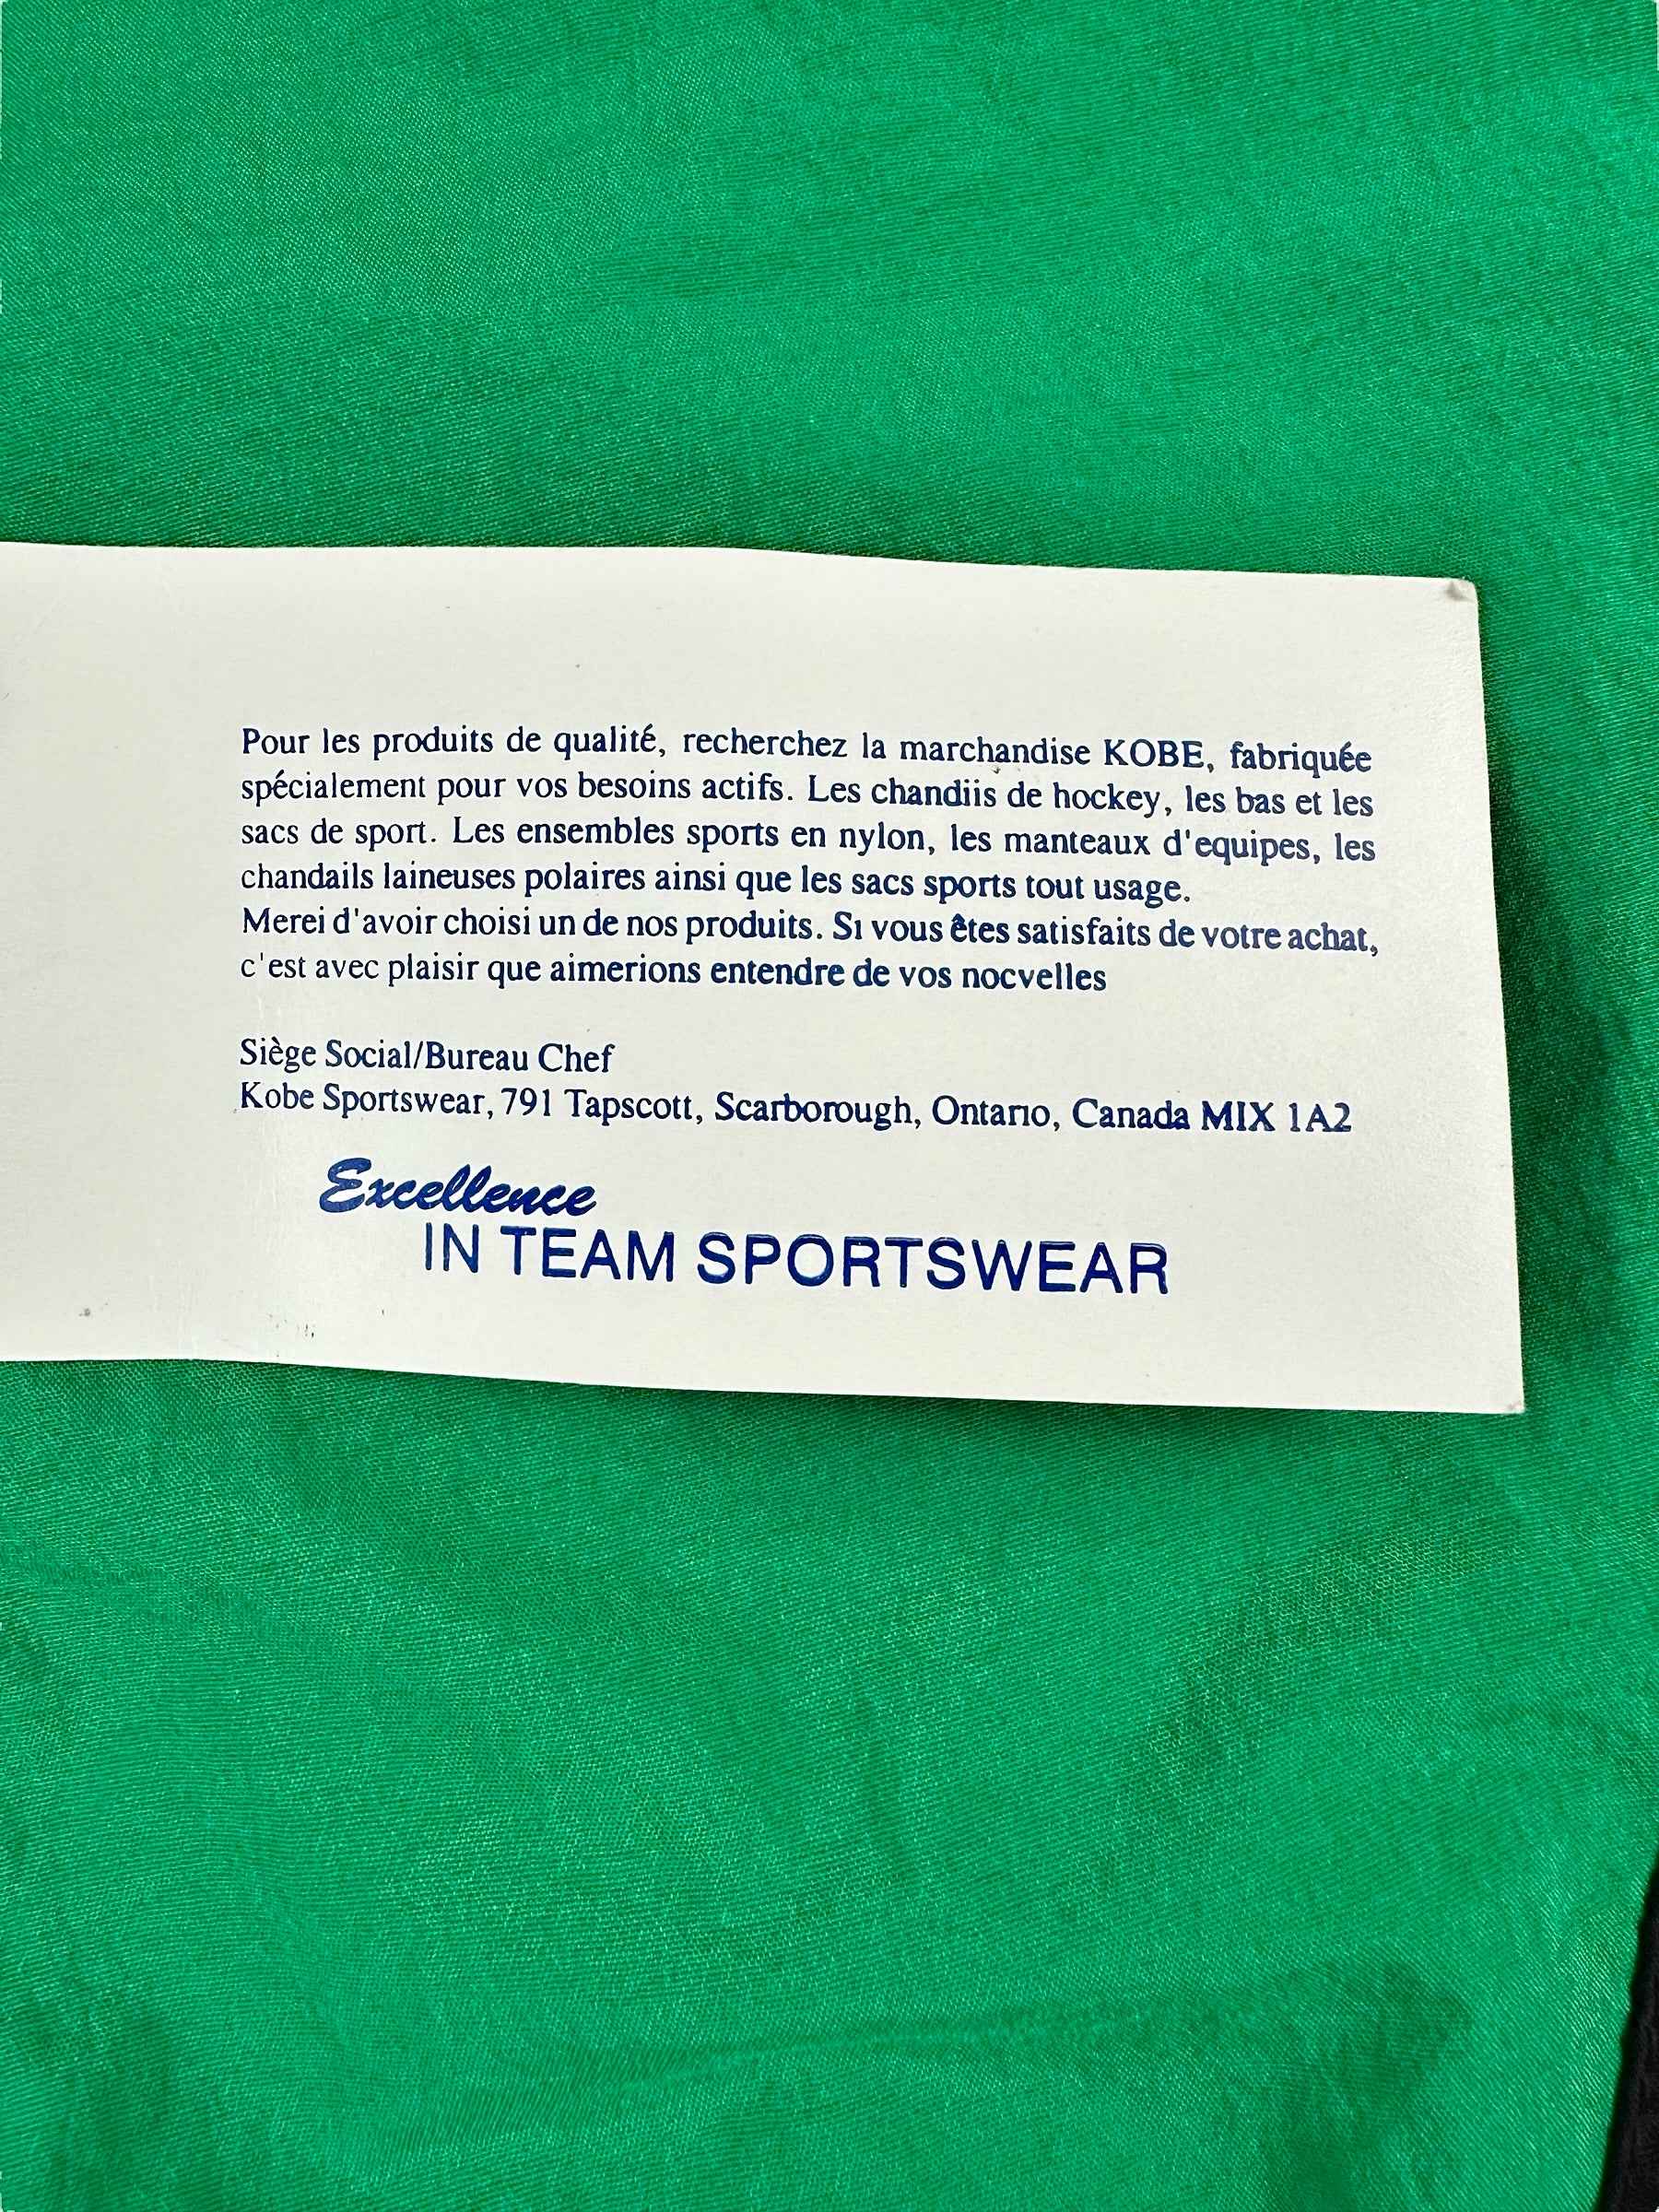 Pour les produits de qualité, recherchez la marchandise KOBE, fabriquée
spécialement pour vos besoins actifs. Les chandiis de hockey, les bas et les
sacs de sport. Les ensembles sports en nylon, les manteaux d'equipes, les
chandails laineuses polaires ainsi que les sacs sports tout usage.
Merei d'avoir choisi un de nos produits. Si vous êtes satisfaits de votre achat,
c'est avec plaisir que aimerions entendre de vos nocvelles
Siège Social/Bureau Chef
Kobe Sportswear, 791 Tapscott, Scarborough, Ontario, Canada MIX 1A2
Excellence
IN TEAM SPORTSWEAR